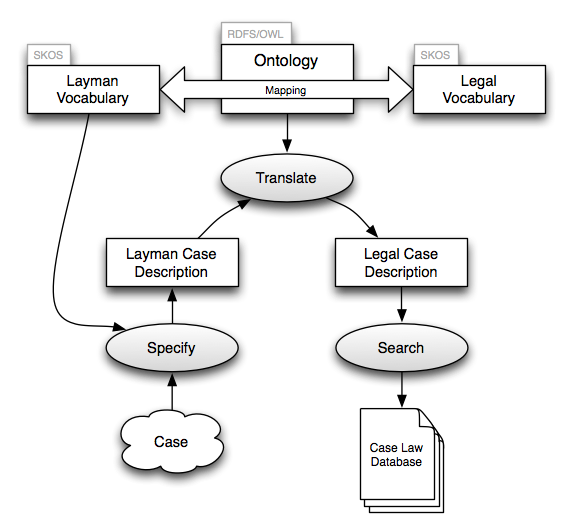 RDFS/OWL
SKOS
SKOS
Ontology
Layman
Vocabulary
Mapping
Legal
Vocabulary
Translate
Layman Case
Description
Legal Case
Description
Specify
Search
Case
Case Law
Database